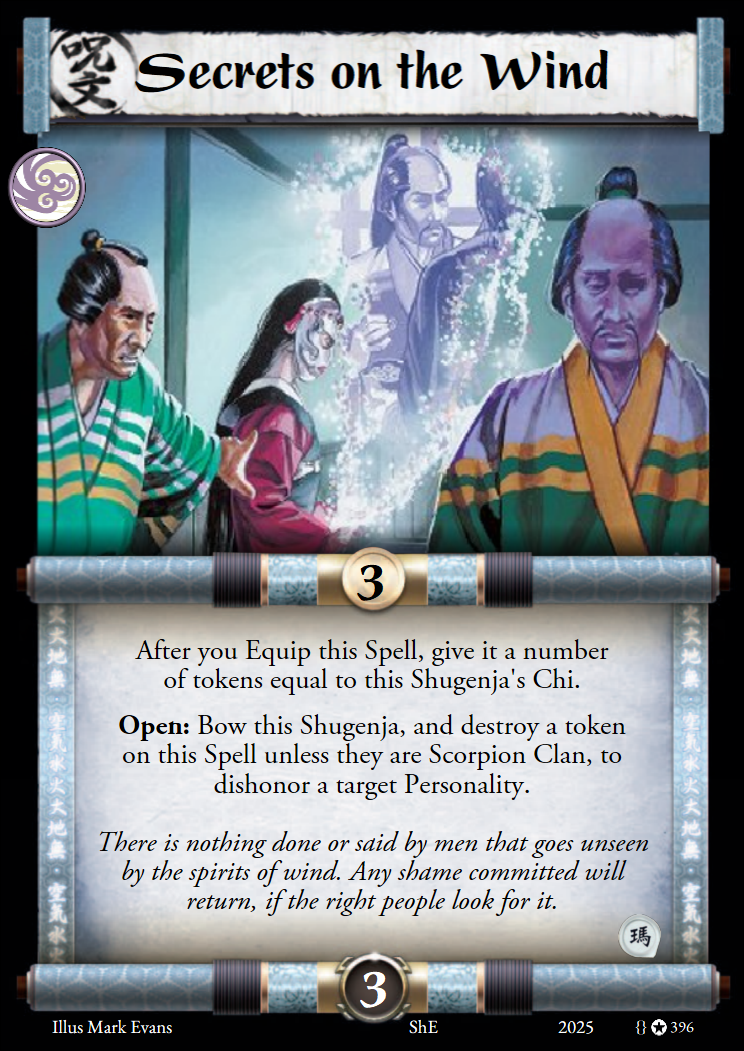 呪文
Secrets on the Wind
3
After you Equip this Spell, give it a number
of tokens equal to this Shugenja's Chi.
Open: Bow this Shugenja, and destroy a token
on this Spell unless they are Scorpion Clan, to
dishonor a target Personality.
There is nothing done or said by men that goes unseen
by the spirits of wind. Any shame committed will
return, if the right people look for it.
瑪
3
Illus Mark Evans ShE 2025 {} ✪ 396